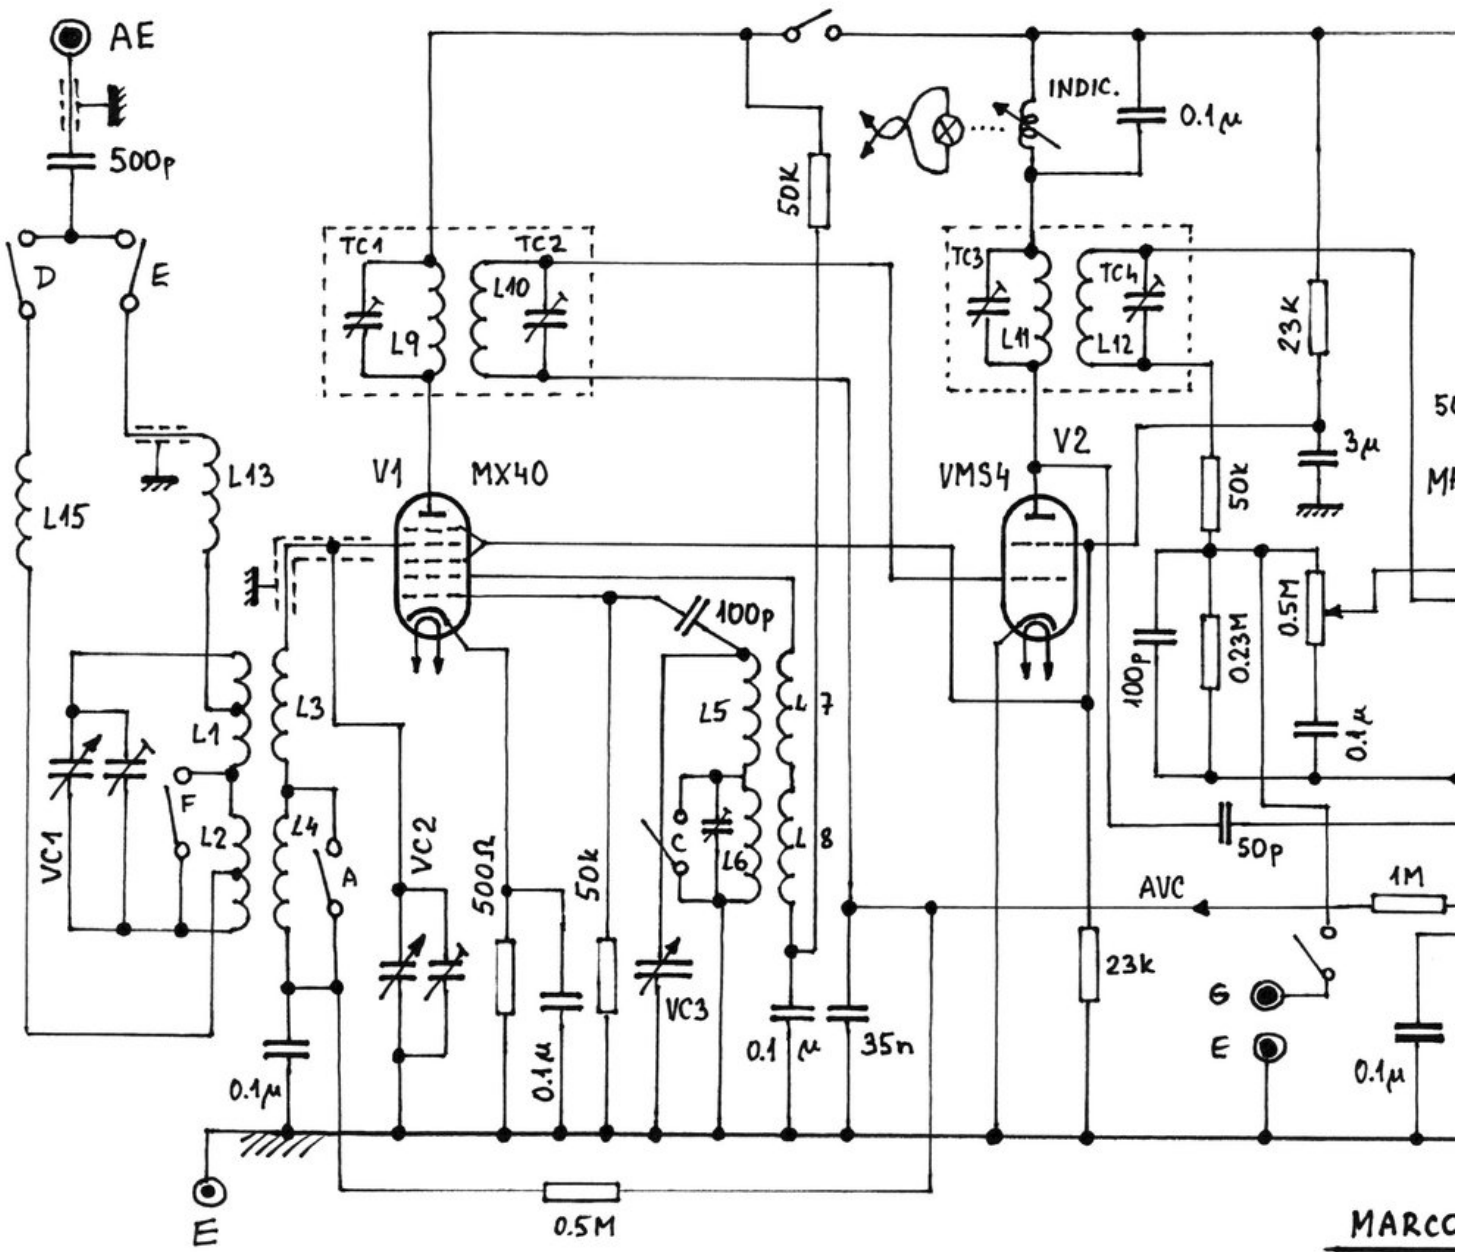 AE
500p
INDIC.
0.1μ
50K
D
E
TC1
TC2
L10
L9
TC3
TC4
L11
L12
23K
3μ
50
L15
L13
V1
MX40
V2
VMS4
50k
100p
0.5M
0.23M
100p
0.1μ
L1
L3
L5
L7
F
L2
L4
A
VC1
VC2
500Ω
50k
C
L6
L8
50p
AVC
1M
VC3
23k
G
E
0.1μ
0.1μ
0.1μ
35n
0.1μ
E
0.5M
MARCO